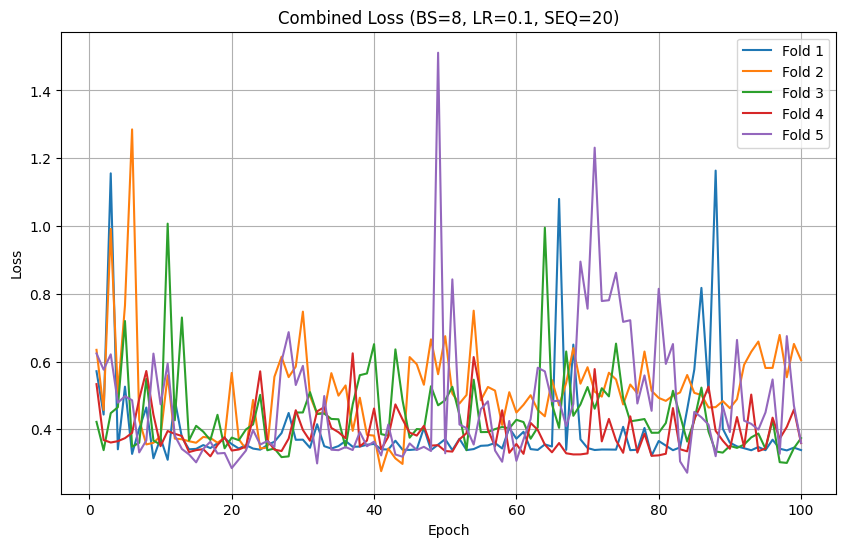 Combined Loss (BS=8, LR=0.1, SEQ=20)
Fold 1
Fold 2
Fold 3
Fold 4
Fold 5
Loss
1.4
1.2
1.0
0.8
0.6
0.4
0 20 40 60 80 100
Epoch